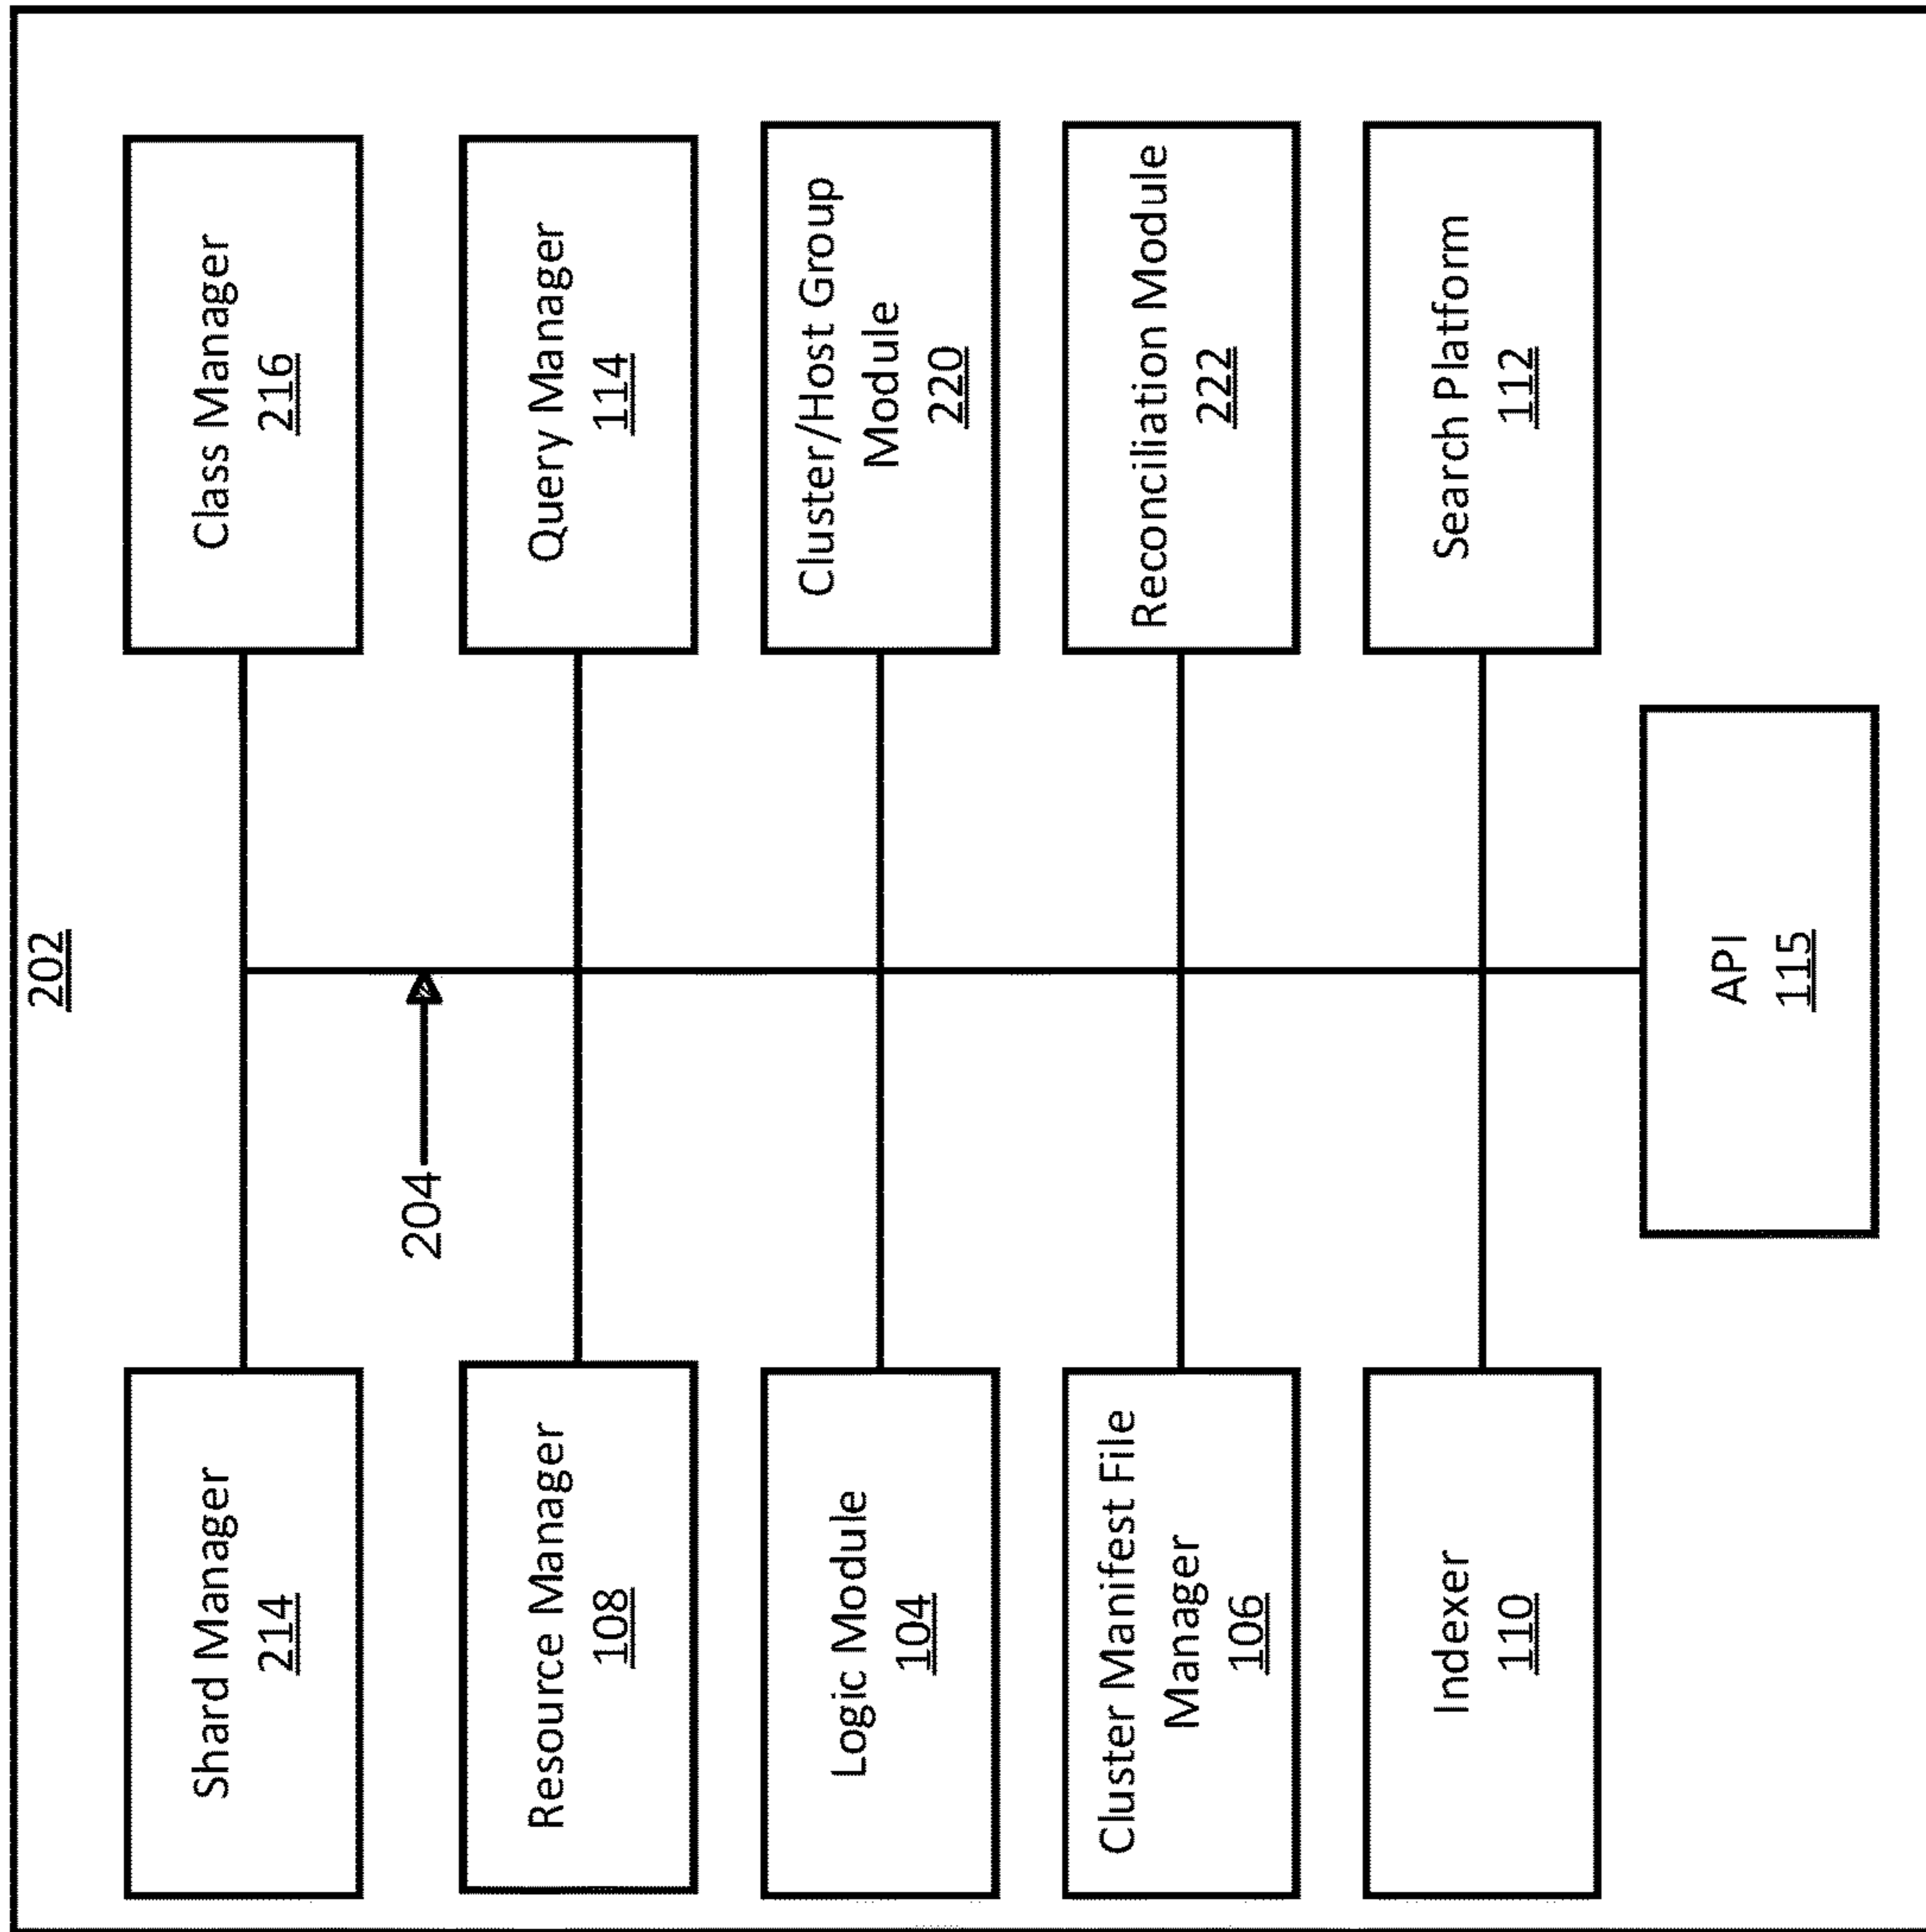 202
Shard Manager
214
Class Manager
216
204
Resource Manager
108
Query Manager
114
Logic Module
104
Cluster/Host Group
Module
220
Cluster Manifest File
Manager
106
Reconciliation Module
222
Indexer
110
Search Platform
112
API
115